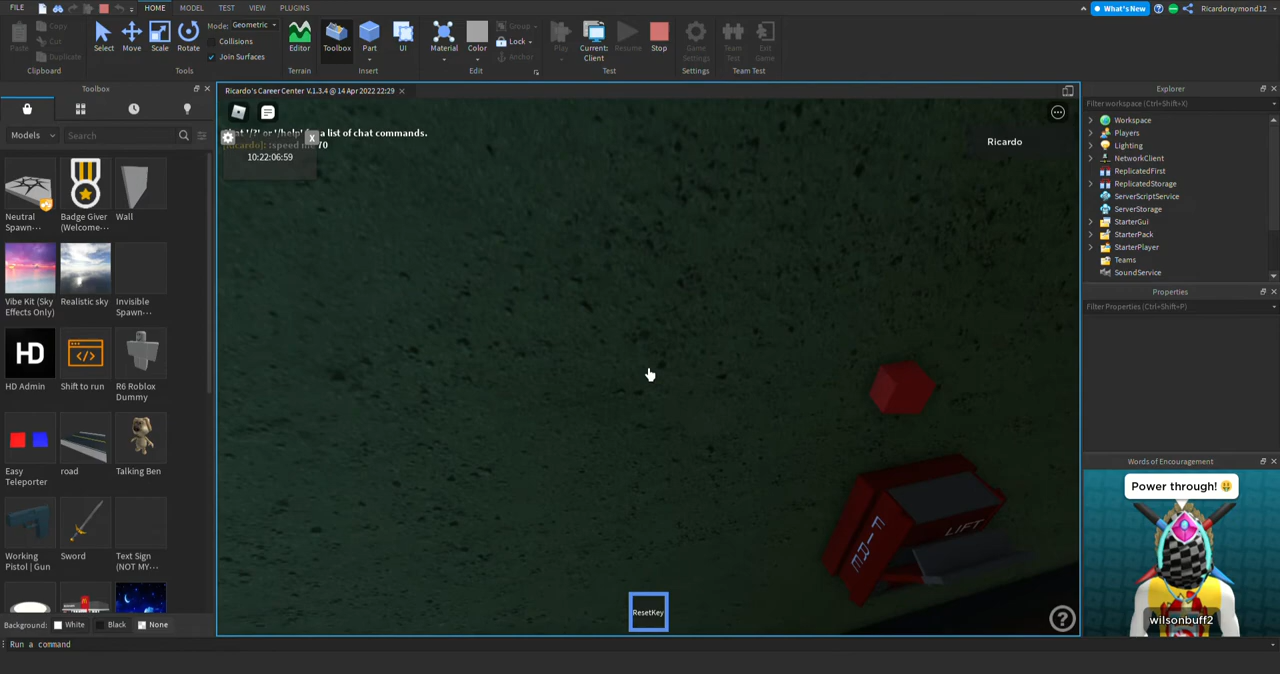 FILE HOME MODEL TEST VIEW PLUGINS What's New Ricardoraymond12
Paste Copy Cut Duplicate Select Move Scale Rotate Mode: Geometric Collisions Join Surfaces Editor Toolbox Part UI Material Color Group Lock Anchor Play Current: Client Resume Stop Game Settings Team Test Exit Game
Clipboard Tools Terrain Insert Edit Test Settings Team Test
Toolbox
Ricardo's Career Center V.1.3.4 @ 14 Apr 2022 22:29
Explorer
Filter workspace (Ctrl+Shift+X)
Models Search
Neutral Spawn-··
Badge Giver (Welcome-··
Wall
Vibe Kit (Sky Effects Only)
Realistic sky
Invisible Spawn-··
HD
HD Admin
Shift to run
R6 Roblox Dummy
Easy Teleporter
road
Talking Ben
Working Pistol | Gun
Sword
Text Sign (NOT MY-··
Background: White Black None
Run a command
'/?' or '/help' a list of chat commands.
X
:speed 70
10:22:06:59
Ricardo
FIRE
LIFT
ResetKey
?
Workspace
Players
Lighting
NetworkClient
ReplicatedFirst
ReplicatedStorage
ServerScriptService
ServerStorage
StarterGui
StarterPack
StarterPlayer
Teams
SoundService
Properties
Filter Properties (Ctrl+Shift+P)
Words of Encouragement
Power through! 😃
wilsonbuff2